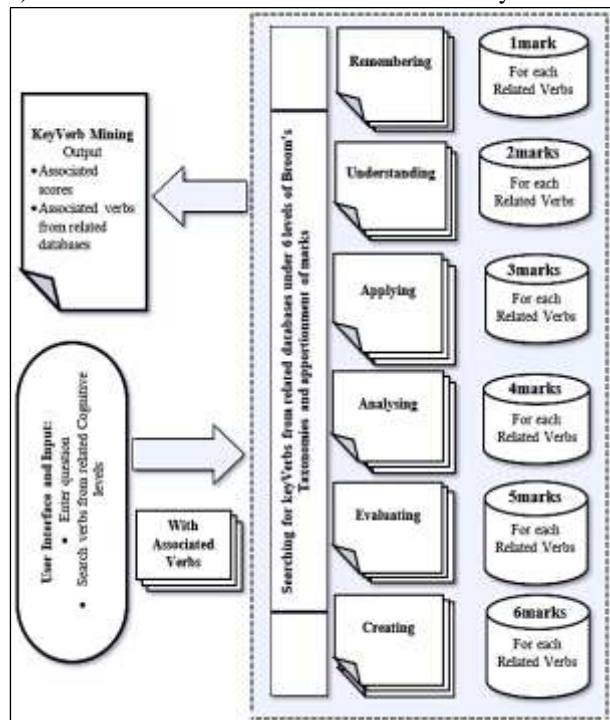 KeyVerb Mining
Output
• Associated
scores
• Associated verbs
from related
databases
User Interface and Input:
• Enter question
• Search verbs from related Cognitive
levels
With
Associated
Verbs
Searching for keyVerbs from related databases under 6 levels of Broom's
Taxonomies and apportionment of marks
Remembering
1mark
For each
Related Verbs
Understanding
2marks
For each
Related Verbs
Applying
3marks
For each
Related Verbs
Analysing
4marks
For each
Related Verbs
Evaluating
5marks
For each
Related Verbs
Creating
6marks
For each
Related Verbs